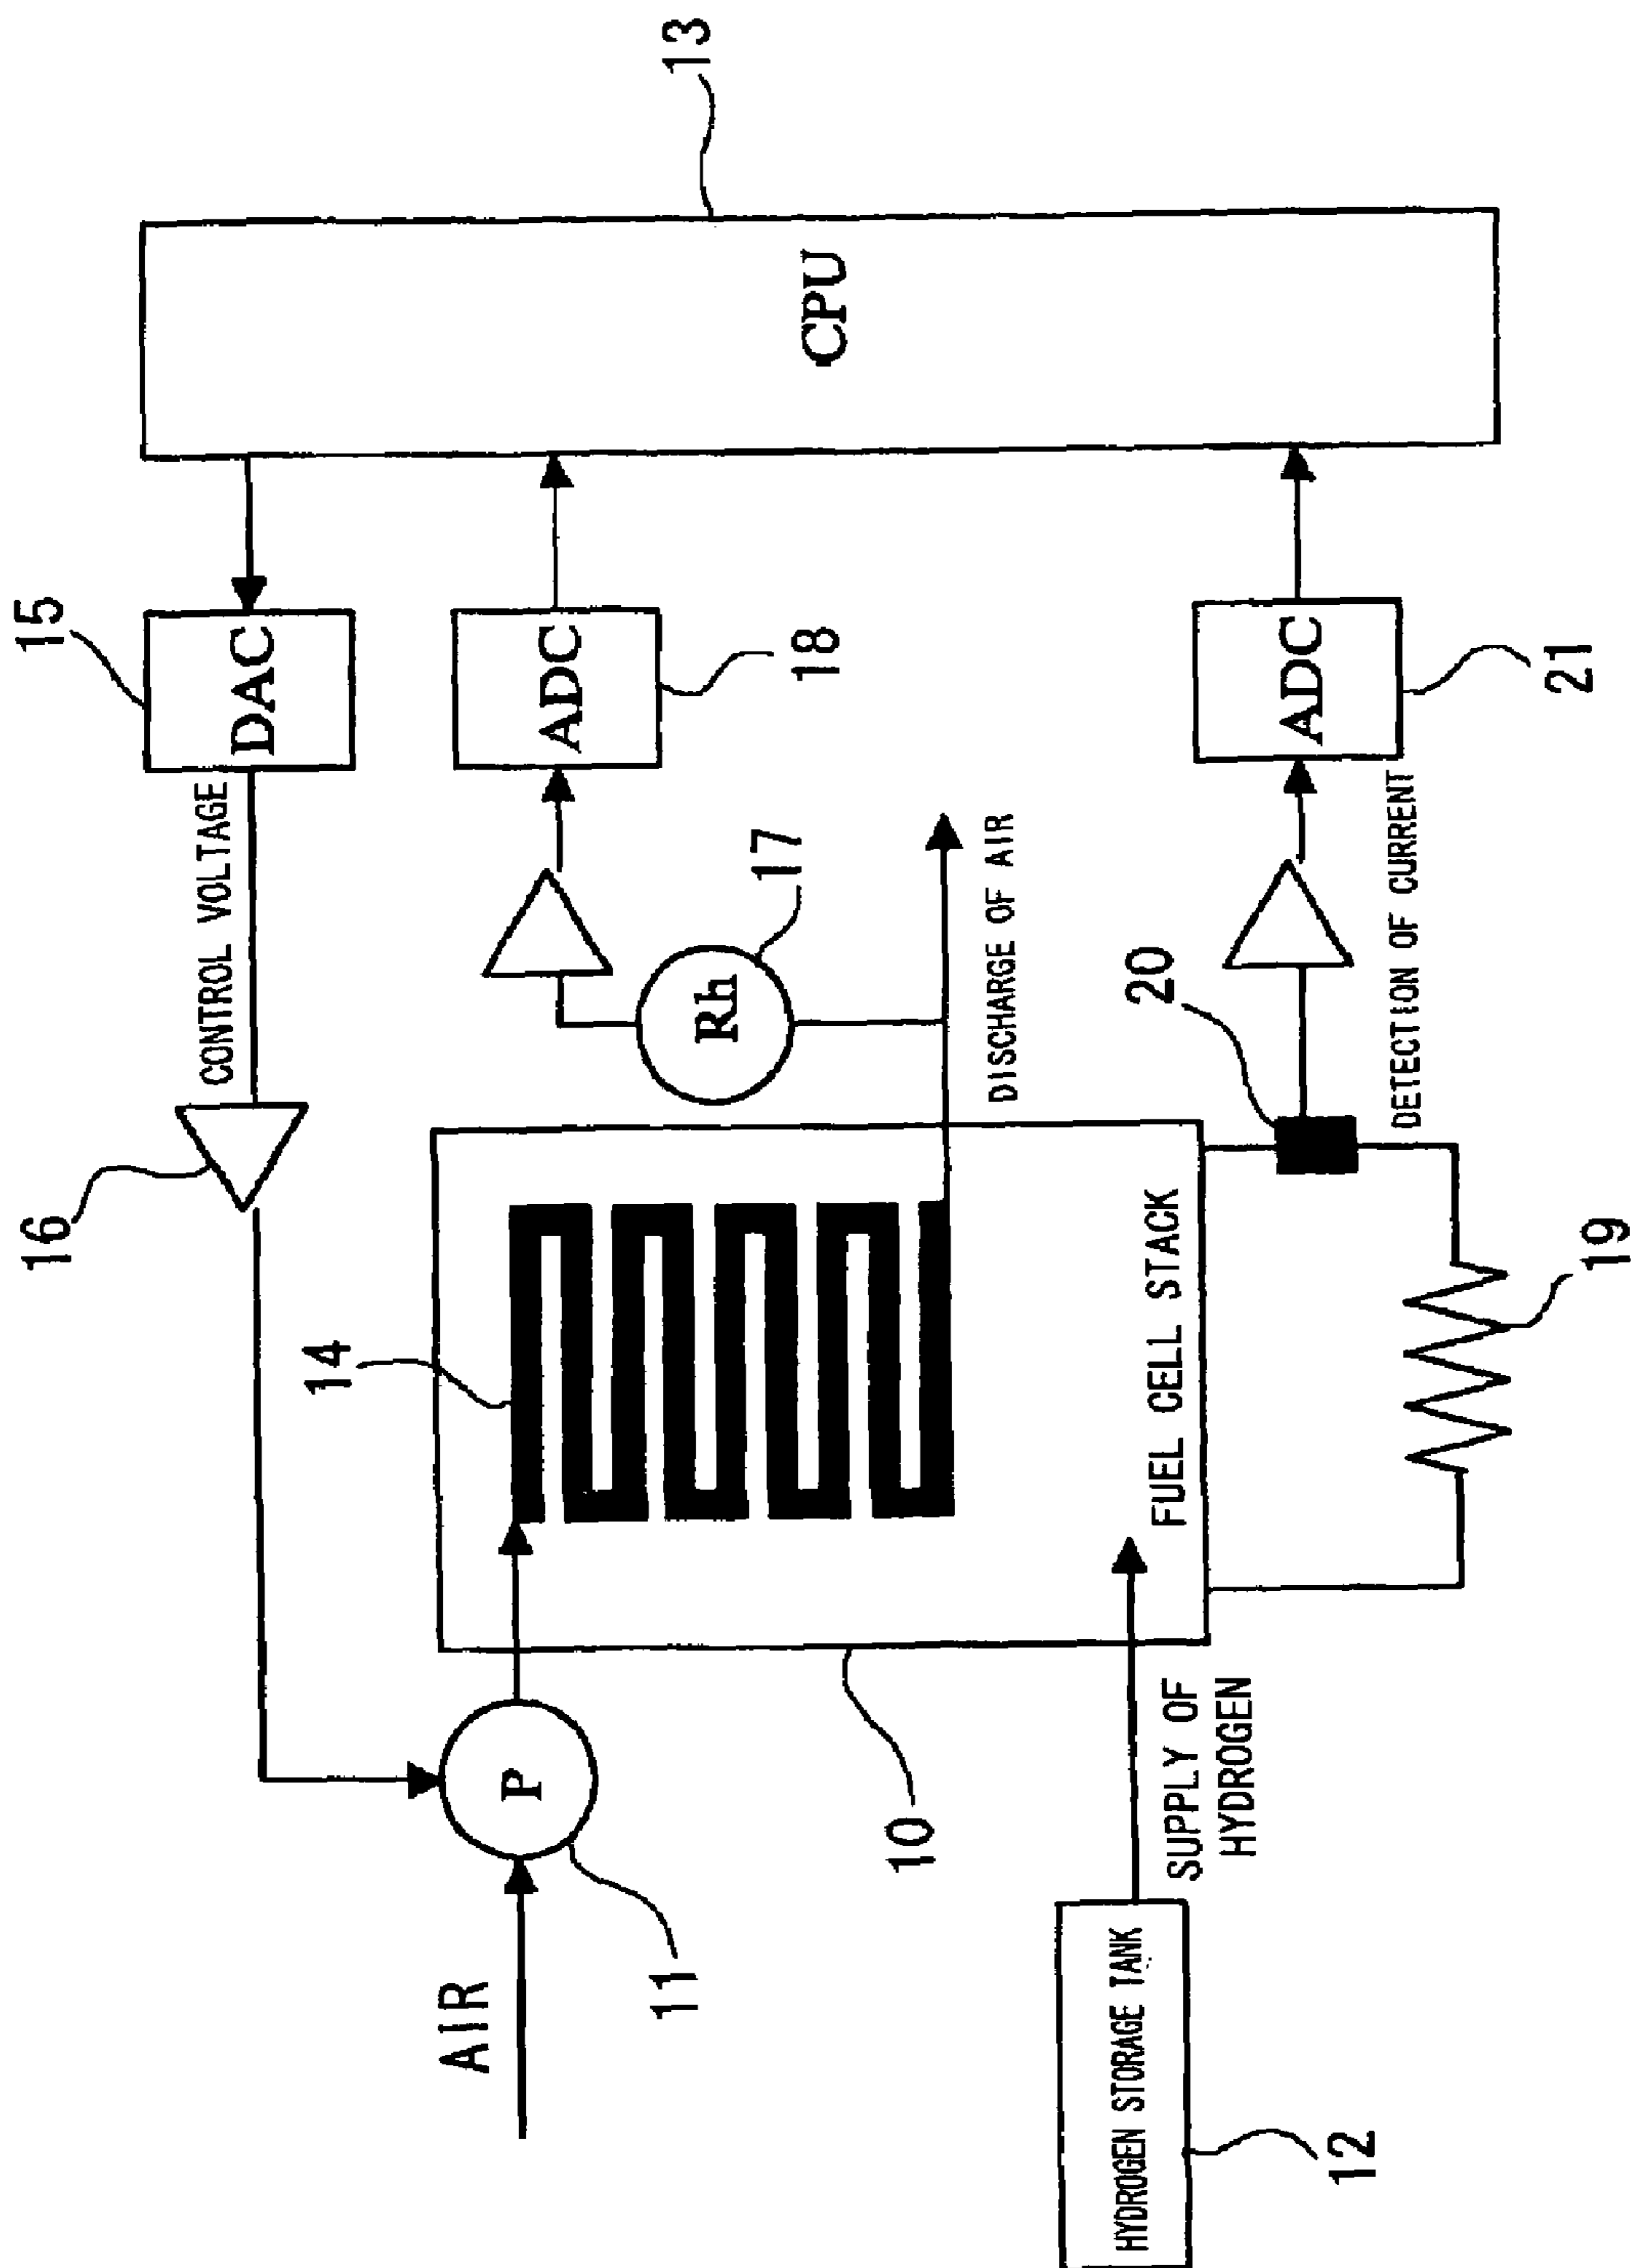 15
DAC
CONTROL VOLTAGE
16
CPU
13
ADC
18
Rh
17
14
P
11
AIR
DISCHARGE OF AIR
10
FUEL CELL STACK
SUPPLY OF
HYDROGEN
HYDROGEN STORAGE TANK
12
ADC
21
20
DETECTION OF CURRENT
19